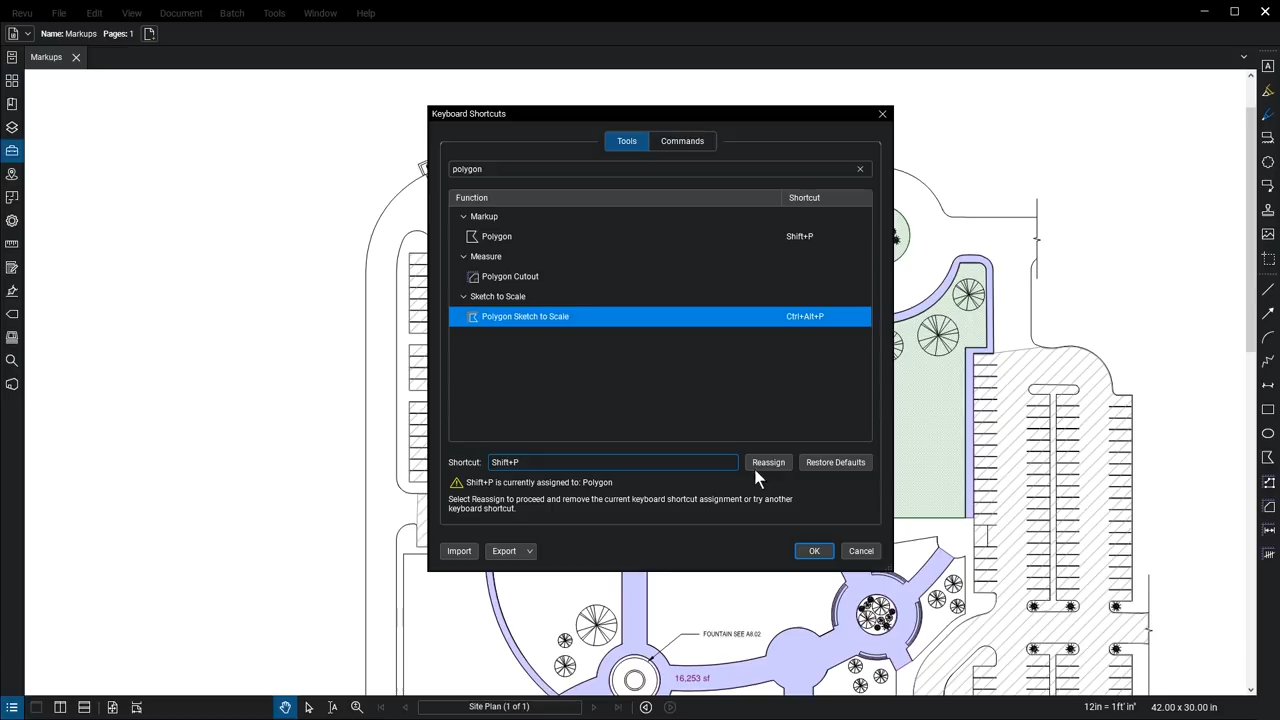 Revu File Edit View Document Batch Tools Window Help
Name: Markups Pages: 1
Markups
Keyboard Shortcuts
Tools Commands
polygon
Function Shortcut
Markup
Polygon Shift+P
Measure
Polygon Cutout
Sketch to Scale
Polygon Sketch to Scale Ctrl+Alt+P
Shortcut: Shift+P Reassign Restore Defaults
Shift+P is currently assigned to: Polygon
Select Reassign to proceed and remove the current keyboard shortcut assignment or try another
keyboard shortcut.
Import Export OK Cancel
FOUNTAIN SEE A8.02
16,253 sf
Site Plan (1 of 1) 12in = 1ft' in" 42.00 x 30.00 in